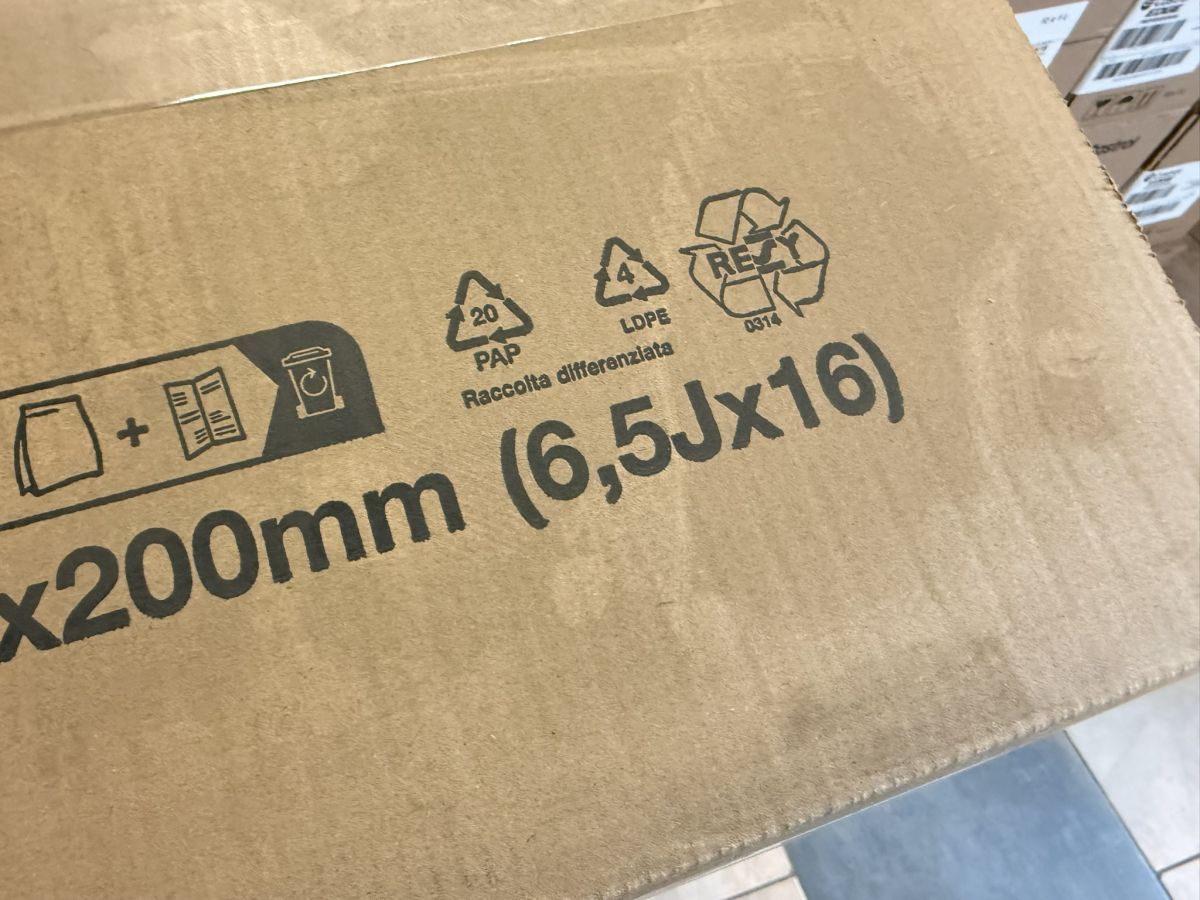 20
PAP
4
LDPE
RESY
0314
Raccolta differenziata
x200mm (6,5Jx16)